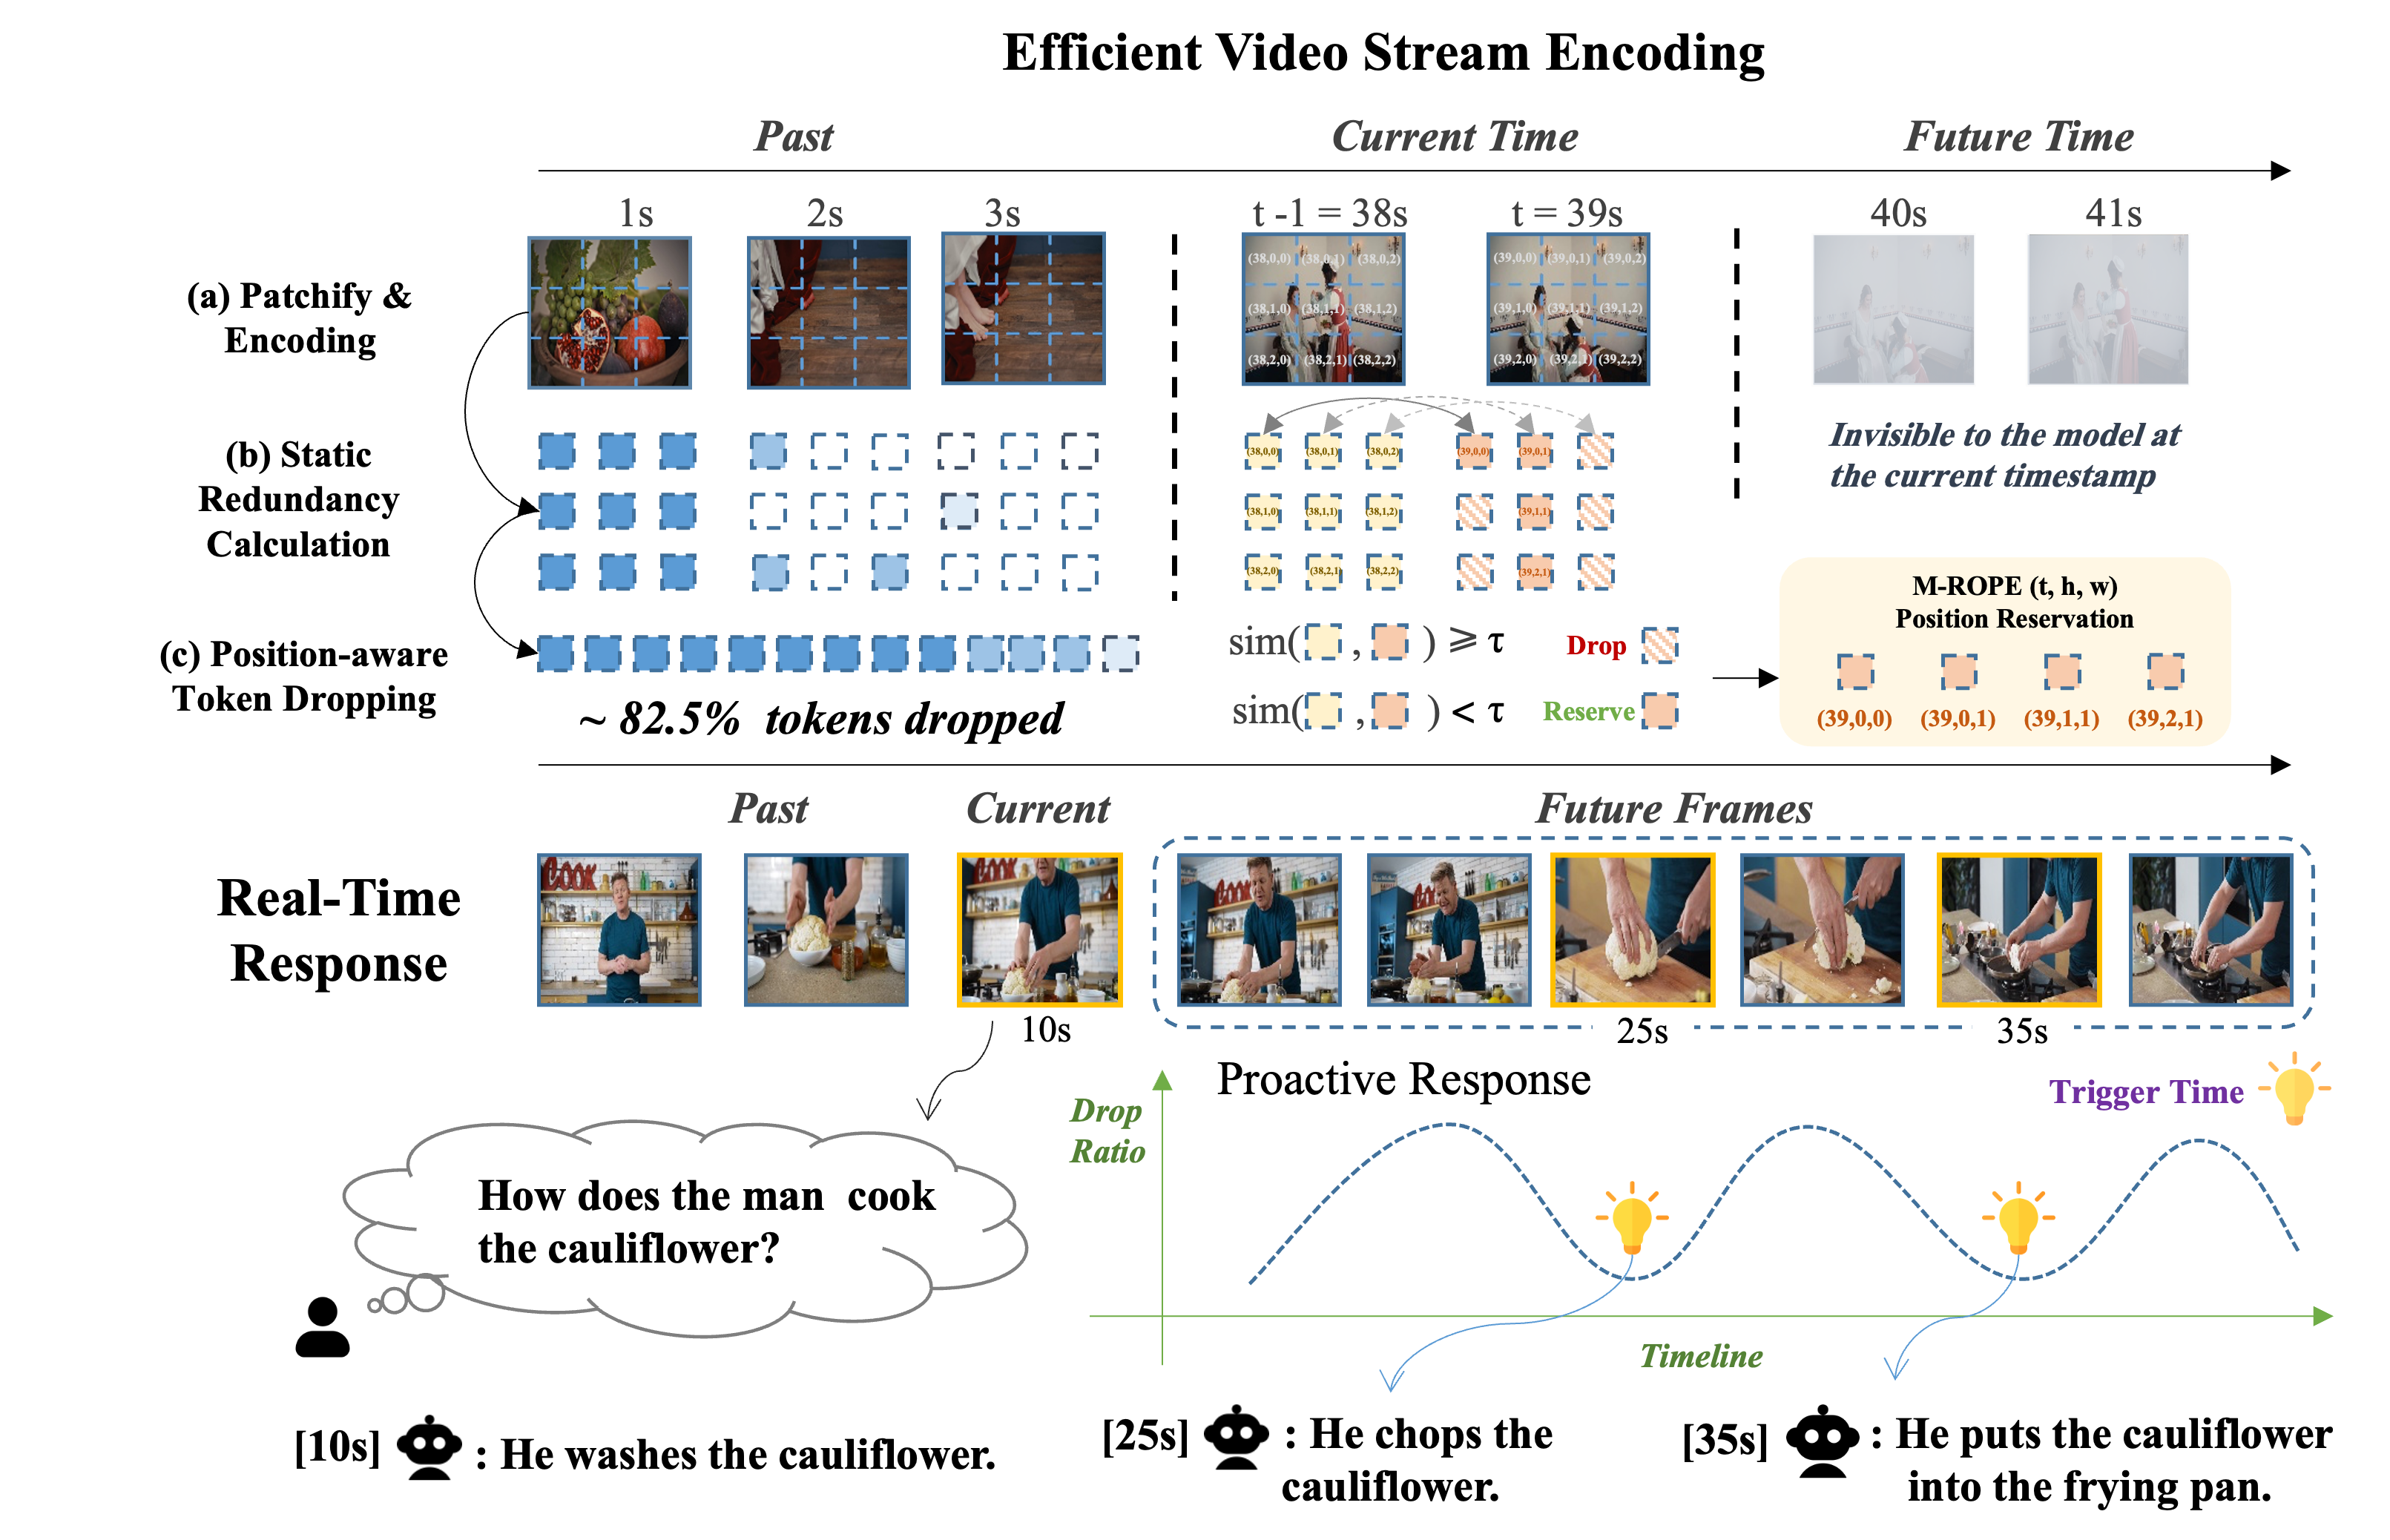 Efficient Video Stream Encoding
Past
Current Time
Future Time
1s
2s
3s
t -1 = 38s
t = 39s
40s
41s
(a) Patchify &
Encoding
(38,0,0)
(38,0,1)
(38,0,2)
(38,1,0)
(38,1,1)
(38,1,2)
(38,2,0)
(38,2,1)
(38,2,2)
(39,0,0)
(39,0,1)
(39,0,2)
(39,1,0)
(39,1,1)
(39,1,2)
(39,2,0)
(39,2,1)
(39,2,2)
(b) Static
Redundancy
Calculation
(38,0,0)
(38,0,1)
(38,0,2)
(39,0,0)
(39,0,1)
(38,1,0)
(38,1,1)
(38,1,2)
(39,1,1)
(38,2,0)
(38,2,1)
(38,2,2)
(39,2,1)
Invisible to the model at
the current timestamp
(c) Position-aware
Token Dropping
~ 82.5% tokens dropped
sim( , ) ⩾ τ
Drop
sim( , ) < τ
Reserve
M-ROPE (t, h, w)
Position Reservation
(39,0,0)
(39,0,1)
(39,1,1)
(39,2,1)
Past
Current
Future Frames
Real-Time
Response
COOK
10s
25s
35s
Proactive Response
Trigger Time
Drop
Ratio
How does the man cook
the cauliflower?
Timeline
[10s] : He washes the cauliflower.
[25s] : He chops the
cauliflower.
[35s] : He puts the cauliflower
into the frying pan.